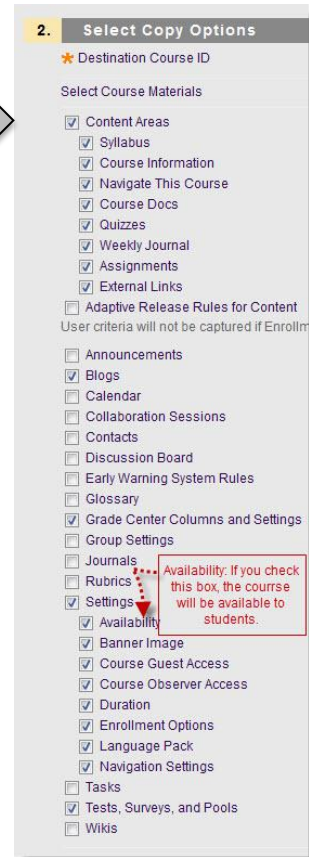 2. Select Copy Options
* Destination Course ID
Select Course Materials
Content Areas
Syllabus
Course Information
Navigate This Course
Course Docs
Quizzes
Weekly Journal
Assignments
External Links
Adaptive Release Rules for Content
User criteria will not be captured if
Announcements
Blogs
Calendar
Collaboration Sessions
Contacts
Discussion Board
Early Warning System Rules
Glossary
Grade Center Columns and Settings
Group Settings
Journals
Rubrics
Settings
Availability
Availability: If you check
this box, the courrse
will be available to
students.
Banner Image
Course Guest Access
Course Observer Access
Duration
Enrollment Options
Language Pack
Navigation Settings
Tasks
Tests, Surveys, and Pools
Wikis